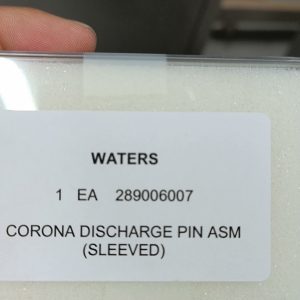 WATERS
1 EA 289006007
CORONA DISCHARGE PIN ASM
(SLEEVED)